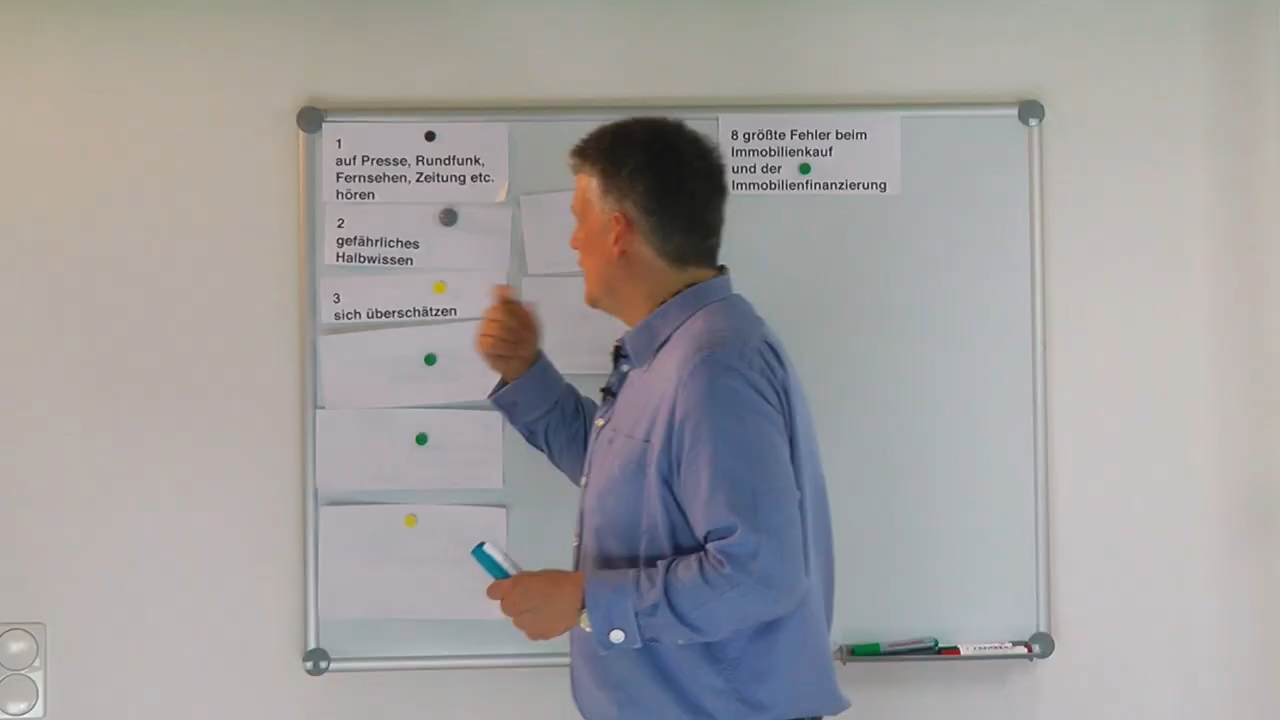 1
auf Presse, Rundfunk,
Fernsehen, Zeitung etc.
hören
2
gefährliches
Halbwissen
3
sich überschätzen
8 größte Fehler beim
Immobilienkauf
und der
Immobilienfinanzierung